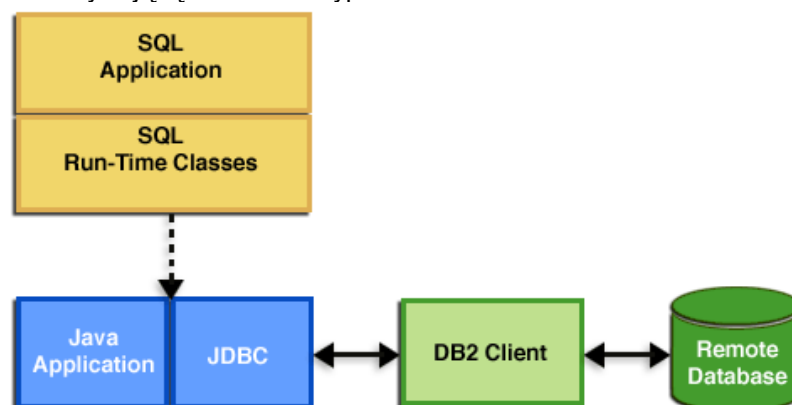 SQL
Application
SQL
Run-Time Classes
Java
Application
JDBC
DB2 Client
Remote
Database